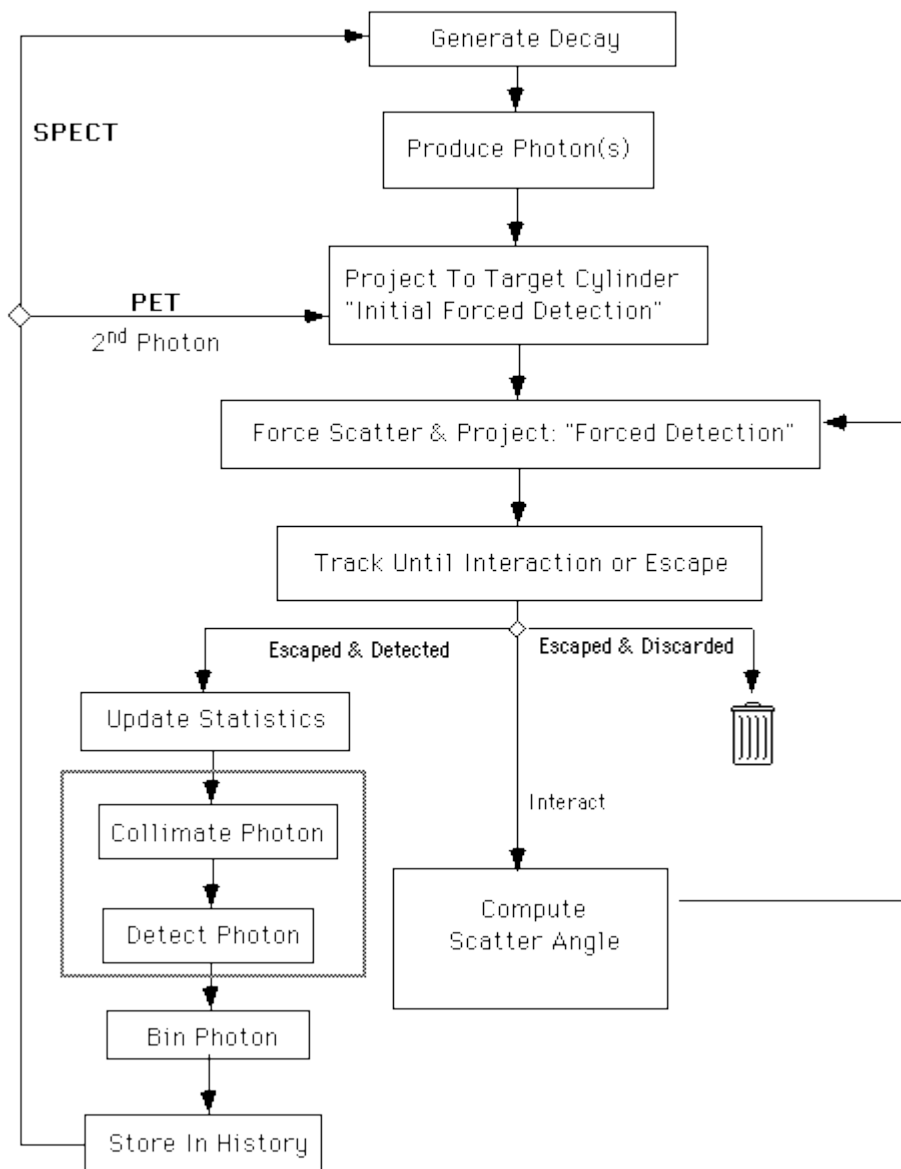 Generate Decay
SPECT
Produce Photon(s)
Project To Target Cylinder
"Initial Forced Detection"
PET
2nd Photon
Force Scatter & Project: "Forced Detection"
Track Until Interaction or Escape
Escaped & Detected
Escaped & Discarded
Update Statistics
Interact
Collimate Photon
Compute
Scatter Angle
Detect Photon
Bin Photon
Store In History